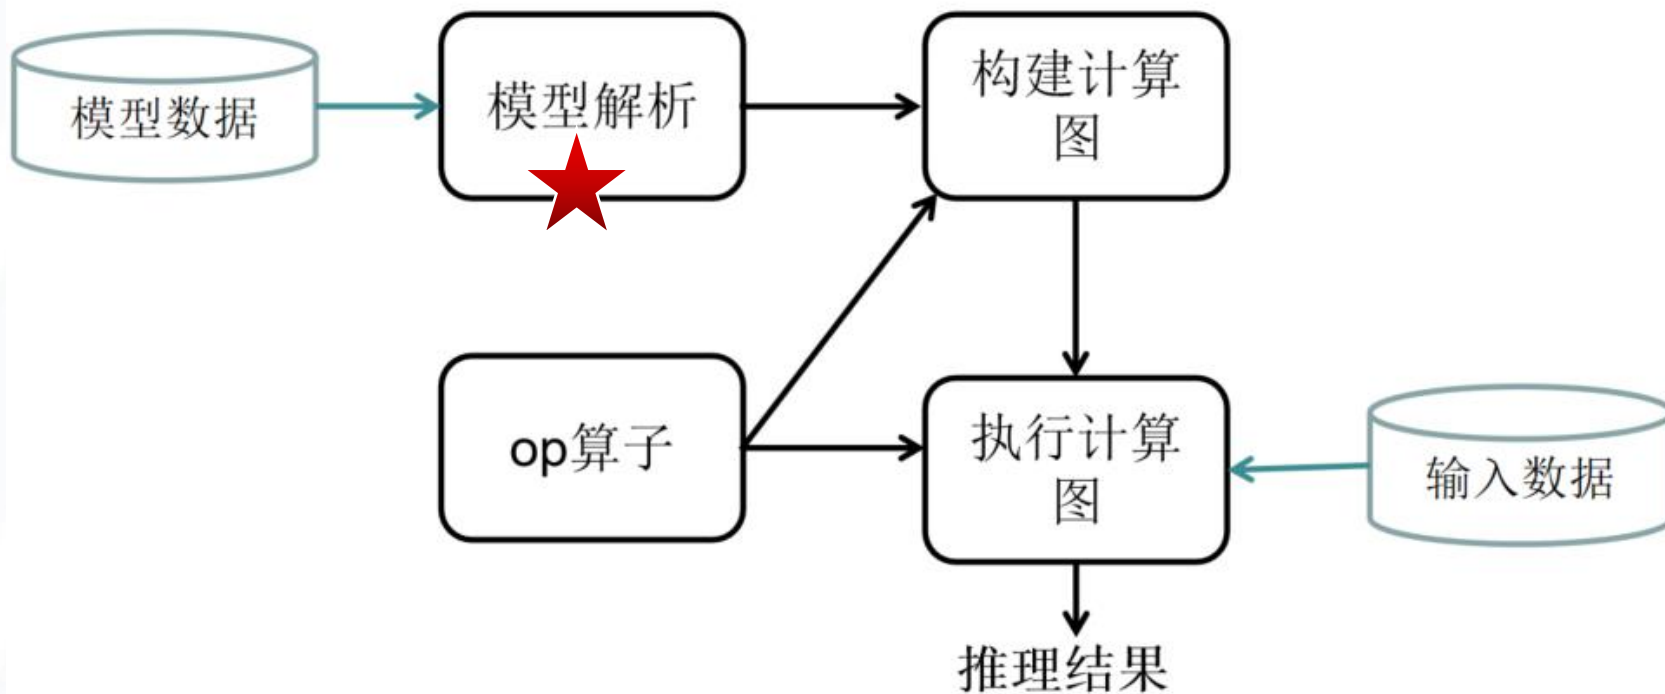 模型数据
模型解析
构建计算
图
op算子
执行计算
图
输入数据
推理结果